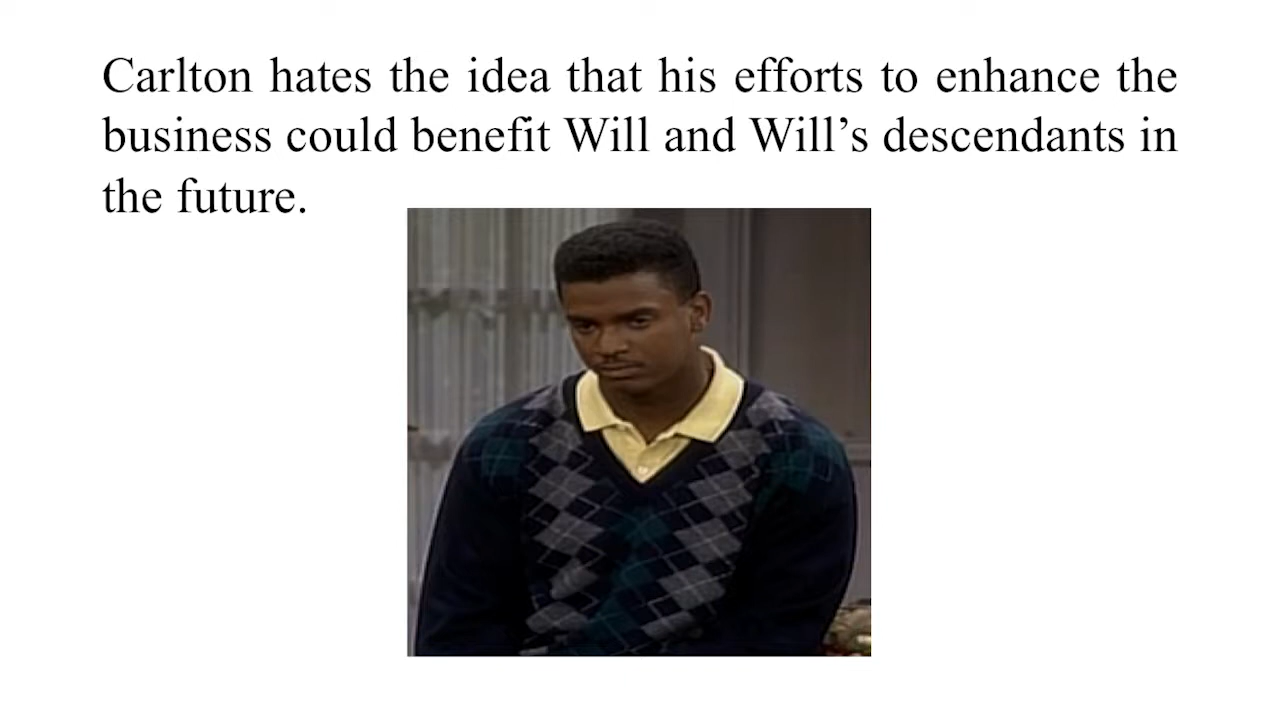 Carlton hates the idea that his efforts to enhance the
business could benefit Will and Will’s descendants in
the future.